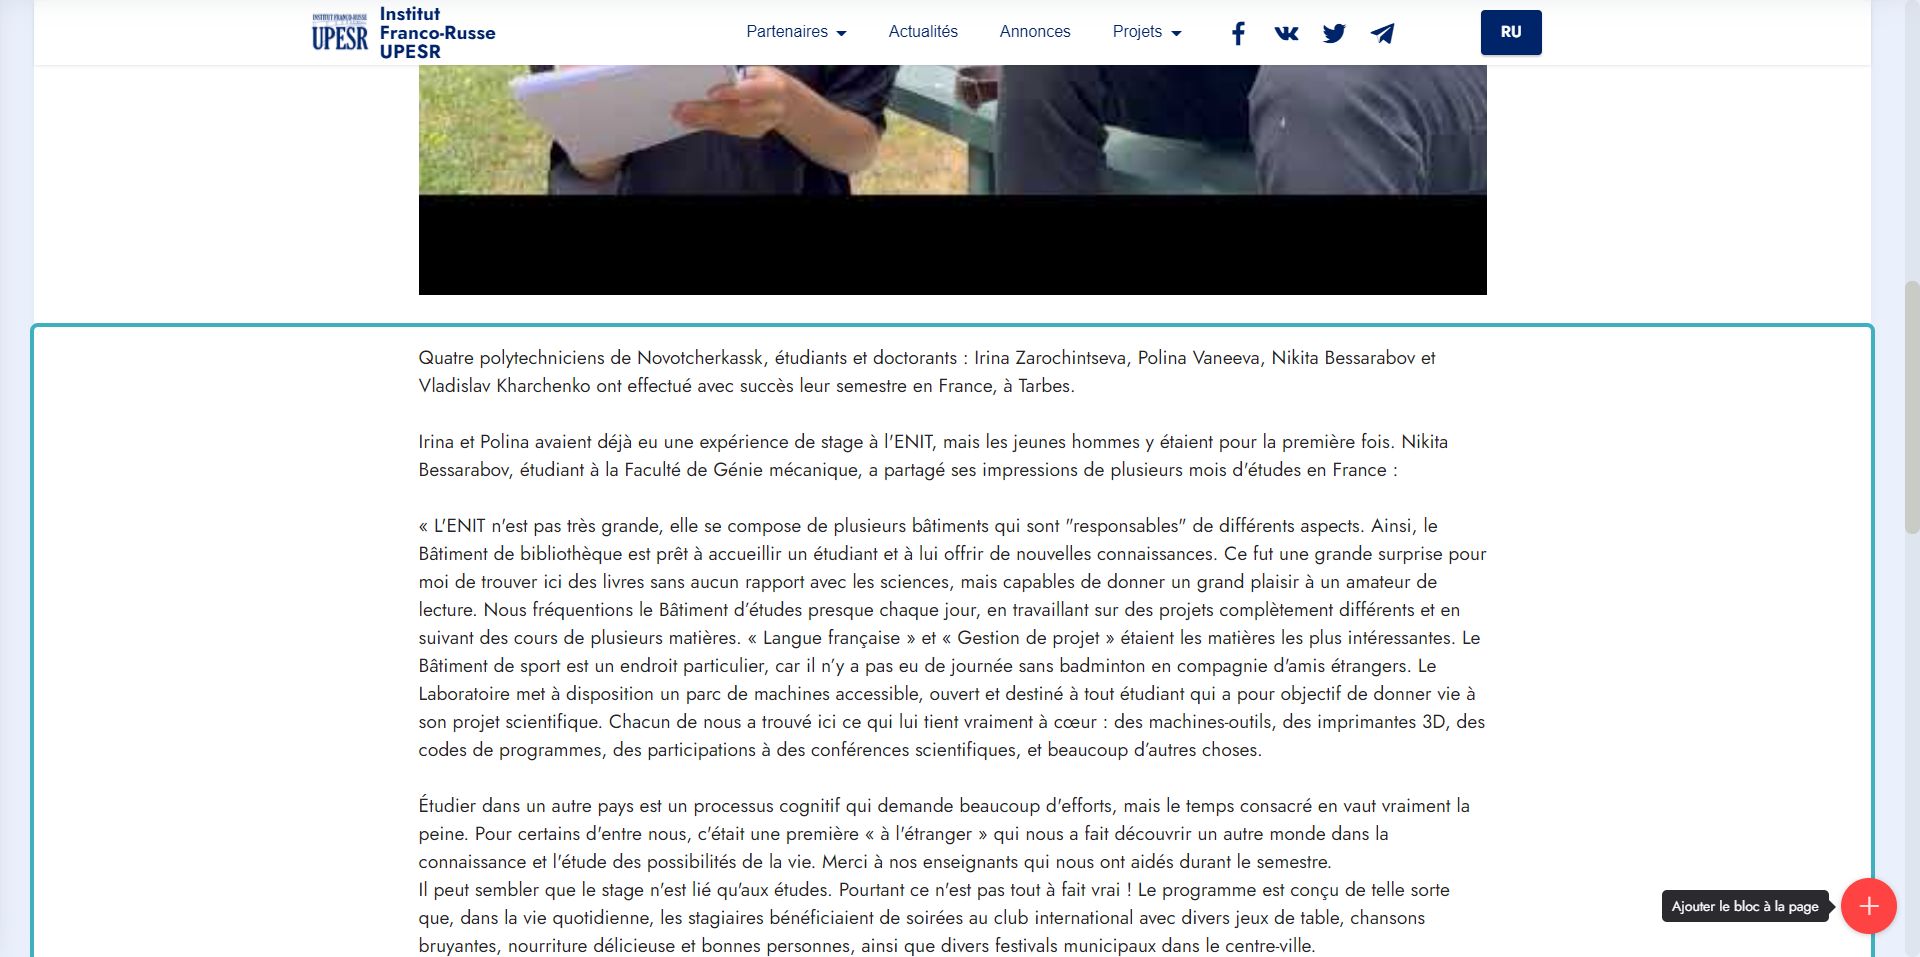 INSTITUT FRANCO-RUSSE
UPESR
Institut
Franco-Russe
UPESR
Partenaires
Actualités
Annonces
Projets
RU
Quatre polytechniciens de Novotcherkassk, étudiants et doctorants : Irina Zarochintseva, Polina Vaneeva, Nikita Bessarabov et
Vladislav Kharchenko ont effectué avec succès leur semestre en France, à Tarbes.
Irina et Polina avaient déjà eu une expérience de stage à l'ENIT, mais les jeunes hommes y étaient pour la première fois. Nikita
Bessarabov, étudiant à la Faculté de Génie mécanique, a partagé ses impressions de plusieurs mois d'études en France :
« L'ENIT n'est pas très grande, elle se compose de plusieurs bâtiments qui sont "responsables" de différents aspects. Ainsi, le
Bâtiment de bibliothèque est prêt à accueillir un étudiant et à lui offrir de nouvelles connaissances. Ce fut une grande surprise pour
moi de trouver ici des livres sans aucun rapport avec les sciences, mais capables de donner un grand plaisir à un amateur de
lecture. Nous fréquentions le Bâtiment d’études presque chaque jour, en travaillant sur des projets complètement différents et en
suivant des cours de plusieurs matières. « Langue française » et « Gestion de projet » étaient les matières les plus intéressantes. Le
Bâtiment de sport est un endroit particulier, car il n’y a pas eu de journée sans badminton en compagnie d’amis étrangers. Le
Laboratoire met à disposition un parc de machines accessible, ouvert et destiné à tout étudiant qui a pour objectif de donner vie à
son projet scientifique. Chacun de nous a trouvé ici ce qui lui tient vraiment à cœur : des machines-outils, des imprimantes 3D, des
codes de programmes, des participations à des conférences scientifiques, et beaucoup d’autres choses.
Étudier dans un autre pays est un processus cognitif qui demande beaucoup d'efforts, mais le temps consacré en vaut vraiment la
peine. Pour certains d'entre nous, c'était une première « à l'étranger » qui nous a fait découvrir un autre monde dans la
connaissance et l'étude des possibilités de la vie. Merci à nos enseignants qui nous ont aidés durant le semestre.
Il peut sembler que le stage n'est lié qu'aux études. Pourtant ce n'est pas tout à fait vrai ! Le programme est conçu de telle sorte
que, dans la vie quotidienne, les stagiaires bénéficiaient de soirées au club international avec divers jeux de table, chansons
bruyantes, nourriture délicieuse et bonnes personnes, ainsi que divers festivals municipaux dans le centre-ville.
Ajouter le bloc à la page